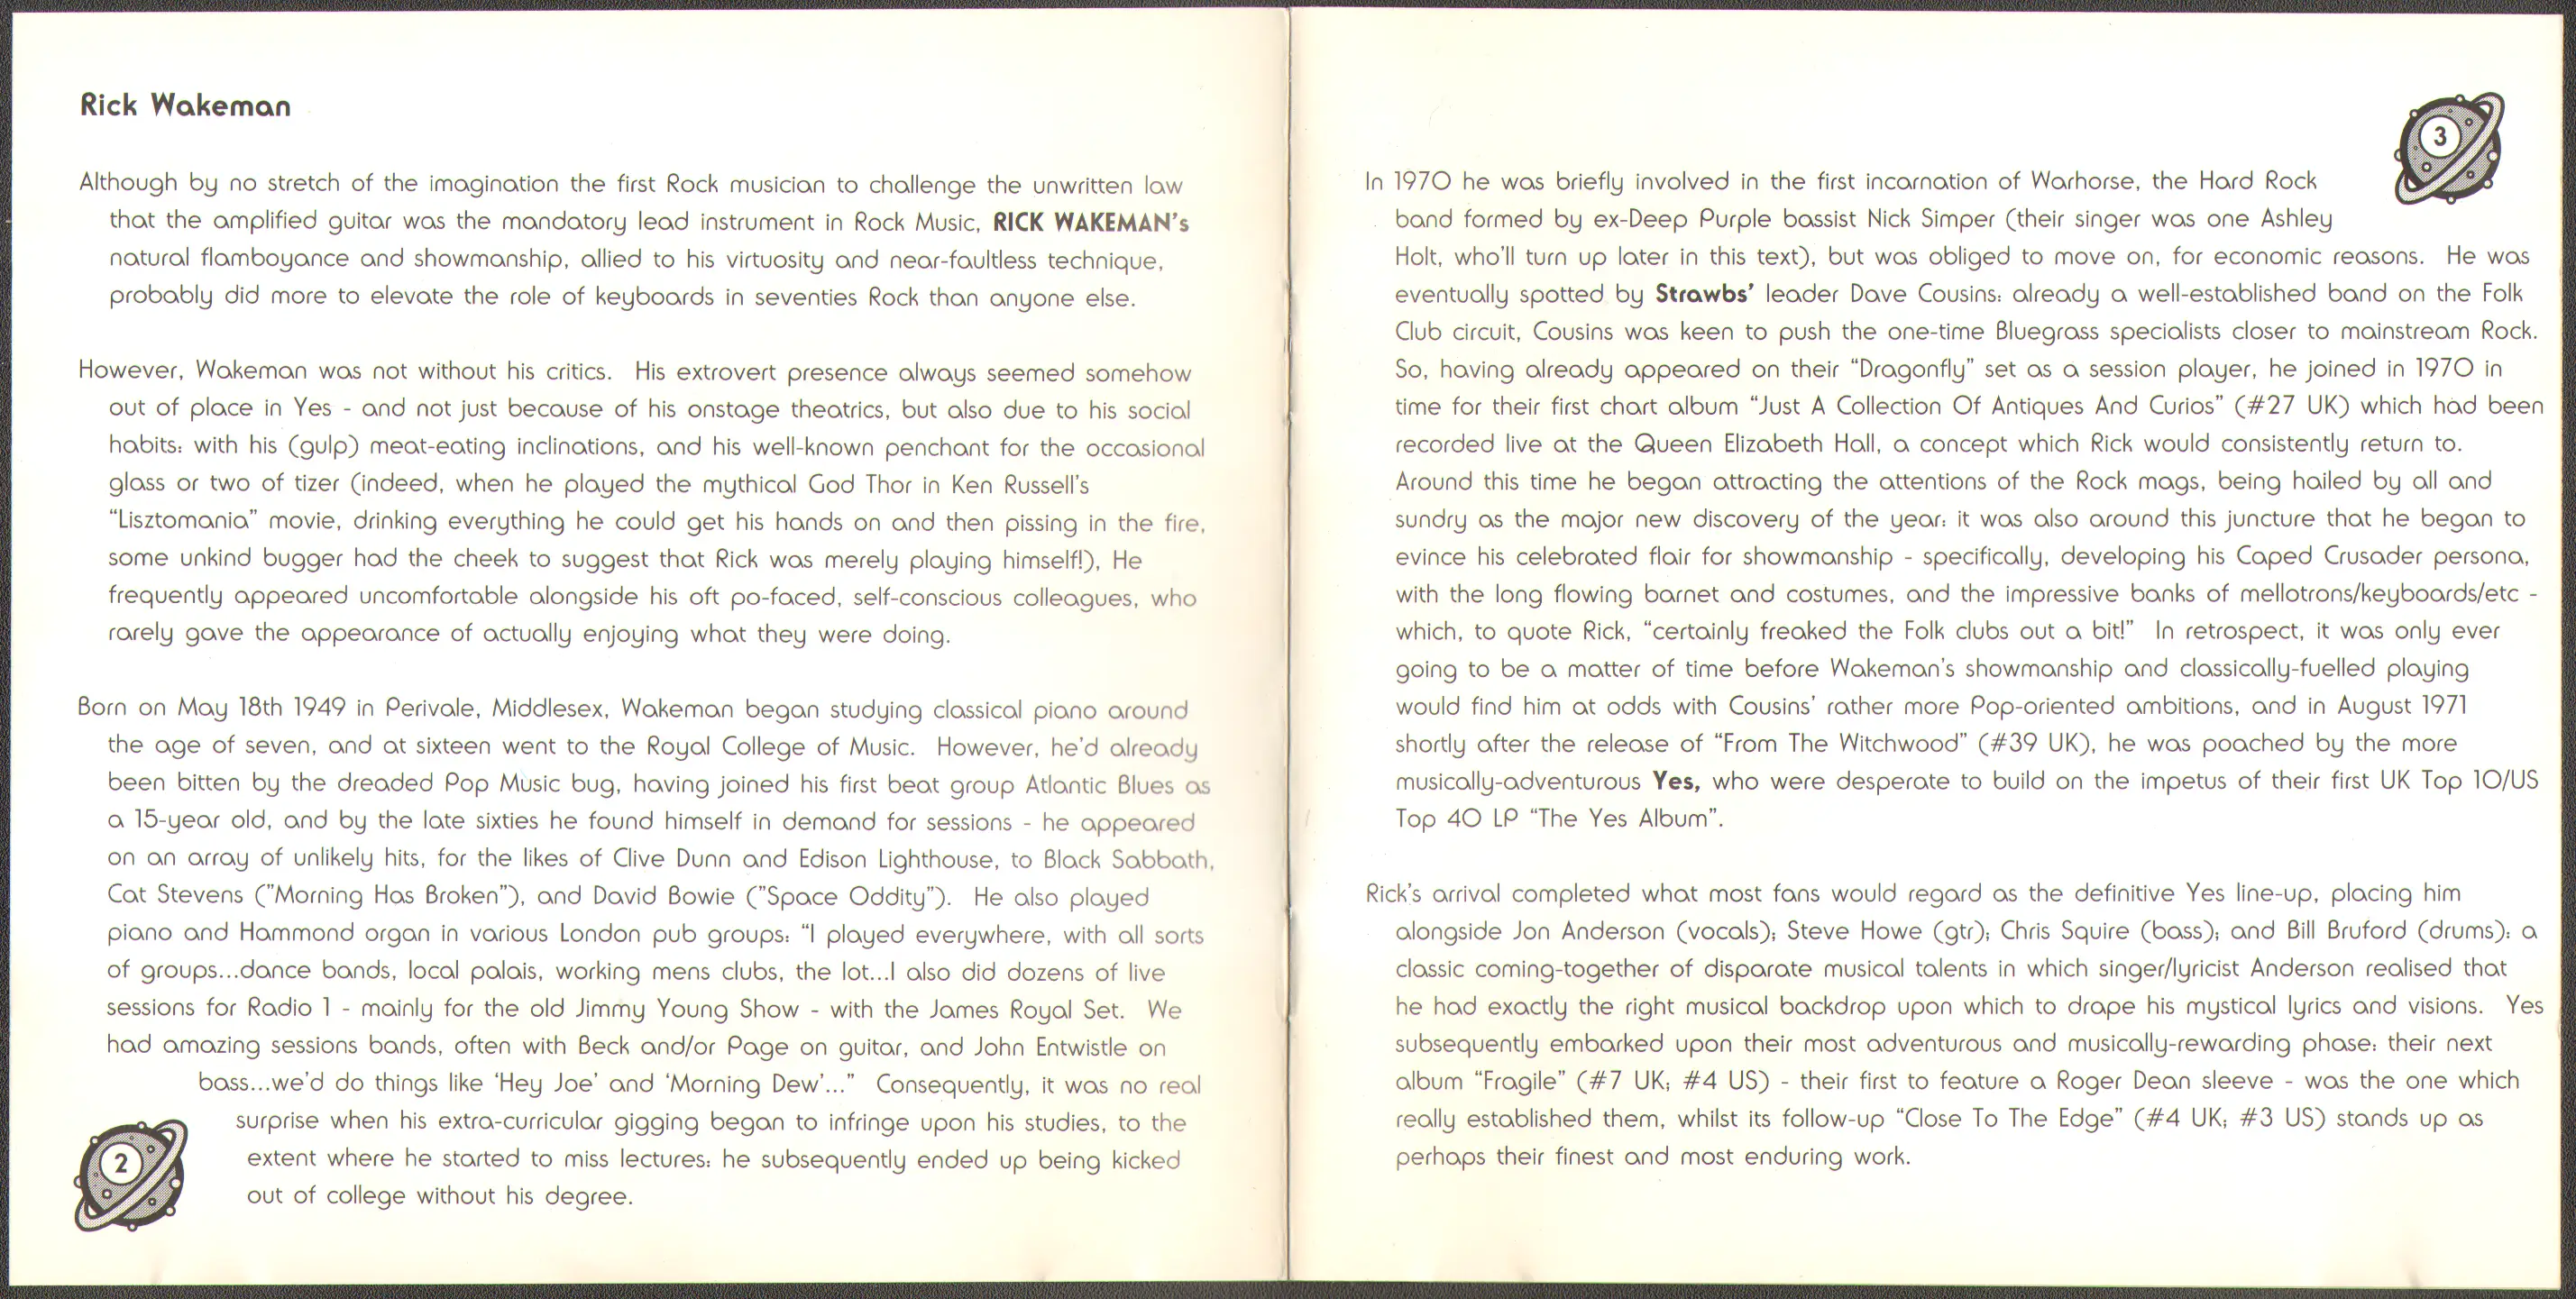 Rick Wakeman
Although by no stretch of the imagination the first Rock musician to challenge the unwritten law
that the amplified guitar was the mandatory lead instrument in Rock Music, RICK WAKEMAN's
natural flamboyance and showmanship, allied to his virtuosity and near-faultless technique,
probably did more to elevate the role of keyboards in seventies Rock than anyone else.
However, Wakeman was not without his critics. His extrovert presence always seemed somehow
out of place in Yes - and not just because of his onstage theatrics, but also due to his social
habits: with his (gulp) meat-eating inclinations, and his well-known penchant for the occasional
glass or two of tizer (indeed, when he played the mythical God Thor in Ken Russell's
“Lisztomania” movie, drinking everything he could get his hands on and then pissing in the fire,
some unkind bugger had the cheek to suggest that Rick was merely playing himself!), He
frequently appeared uncomfortable alongside his oft po-faced, self-conscious colleagues, who
rarely gave the appearance of actually enjoying what they were doing.
Born on May 18th 1949 in Perivale, Middlesex, Wakeman began studying classical piano around
the age of seven, and at sixteen went to the Royal College of Music. However, he'd already
been bitten by the dreaded Pop Music bug, having joined his first beat group Atlantic Blues as
a 15-year old, and by the late sixties he found himself in demand for sessions - he appeared
on an array of unlikely hits, for the likes of Clive Dunn and Edison Lighthouse, to Black Sabbath,
Cat Stevens ("Morning Has Broken"), and David Bowie ("Space Oddity"). He also played
piano and Hammond organ in various London pub groups: “I played everywhere, with all sorts
of groups...dance bands, local palais, working mens clubs, the lot...I also did dozens of live
sessions for Radio 1 - mainly for the old Jimmy Young Show - with the James Royal Set. We
had amazing sessions bands, often with Beck and/or Page on guitar, and John Entwistle on
bass...we'd do things like ‘Hey Joe’ and ‘Morning Dew’...” Consequently, it was no real
surprise when his extra-curricular gigging began to infringe upon his studies, to the
extent where he started to miss lectures: he subsequently ended up being kicked
out of college without his degree.
2
3
In 1970 he was briefly involved in the first incarnation of Warhorse, the Hard Rock
band formed by ex-Deep Purple bassist Nick Simper (their singer was one Ashley
Holt, who'll turn up later in this text), but was obliged to move on, for economic reasons. He was
eventually spotted by Strawbs' leader Dave Cousins: already a well-established band on the Folk
Club circuit, Cousins was keen to push the one-time Bluegrass specialists closer to mainstream Rock.
So, having already appeared on their “Dragonfly” set as a session player, he joined in 1970 in
time for their first chart album “Just A Collection Of Antiques And Curios” (#27 UK) which had been
recorded live at the Queen Elizabeth Hall, a concept which Rick would consistently return to.
Around this time he began attracting the attentions of the Rock mags, being hailed by all and
sundry as the major new discovery of the year: it was also around this juncture that he began to
evince his celebrated flair for showmanship - specifically, developing his Caped Crusader persona,
with the long flowing barnet and costumes, and the impressive banks of mellotrons/keyboards/etc -
which, to quote Rick, “certainly freaked the Folk clubs out a bit!” In retrospect, it was only ever
going to be a matter of time before Wakeman's showmanship and classically-fuelled playing
would find him at odds with Cousins' rather more Pop-oriented ambitions, and in August 1971
shortly after the release of “From The Witchwood” (#39 UK), he was poached by the more
musically-adventurous Yes, who were desperate to build on the impetus of their first UK Top 10/US
Top 40 LP “The Yes Album”.
Rick's arrival completed what most fans would regard as the definitive Yes line-up, placing him
alongside Jon Anderson (vocals); Steve Howe (gtr); Chris Squire (bass); and Bill Bruford (drums): a
classic coming-together of disparate musical talents in which singer/lyricist Anderson realised that
he had exactly the right musical backdrop upon which to drape his mystical lyrics and visions. Yes
subsequently embarked upon their most adventurous and musically-rewarding phase: their next
album “Fragile” (#7 UK; #4 US) - their first to feature a Roger Dean sleeve - was the one which
really established them, whilst its follow-up “Close To The Edge” (#4 UK; #3 US) stands up as
perhaps their finest and most enduring work.